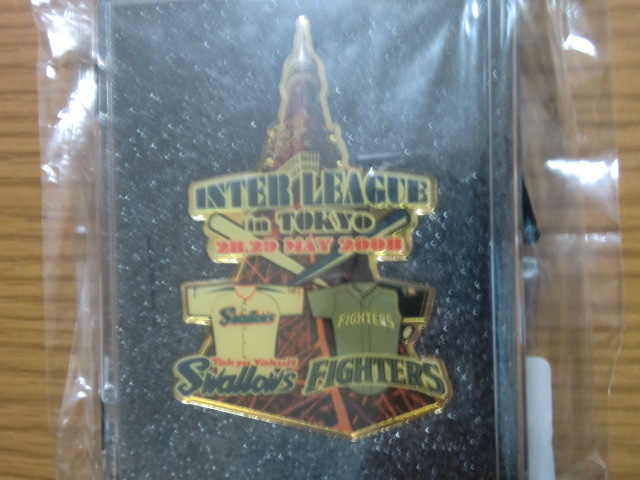 INTER LEAGUE
in TOKYO
28.29 MAY 2008
Swallows
FIGHTERS
Tokyo Yakult
Swallows
FIGHTERS